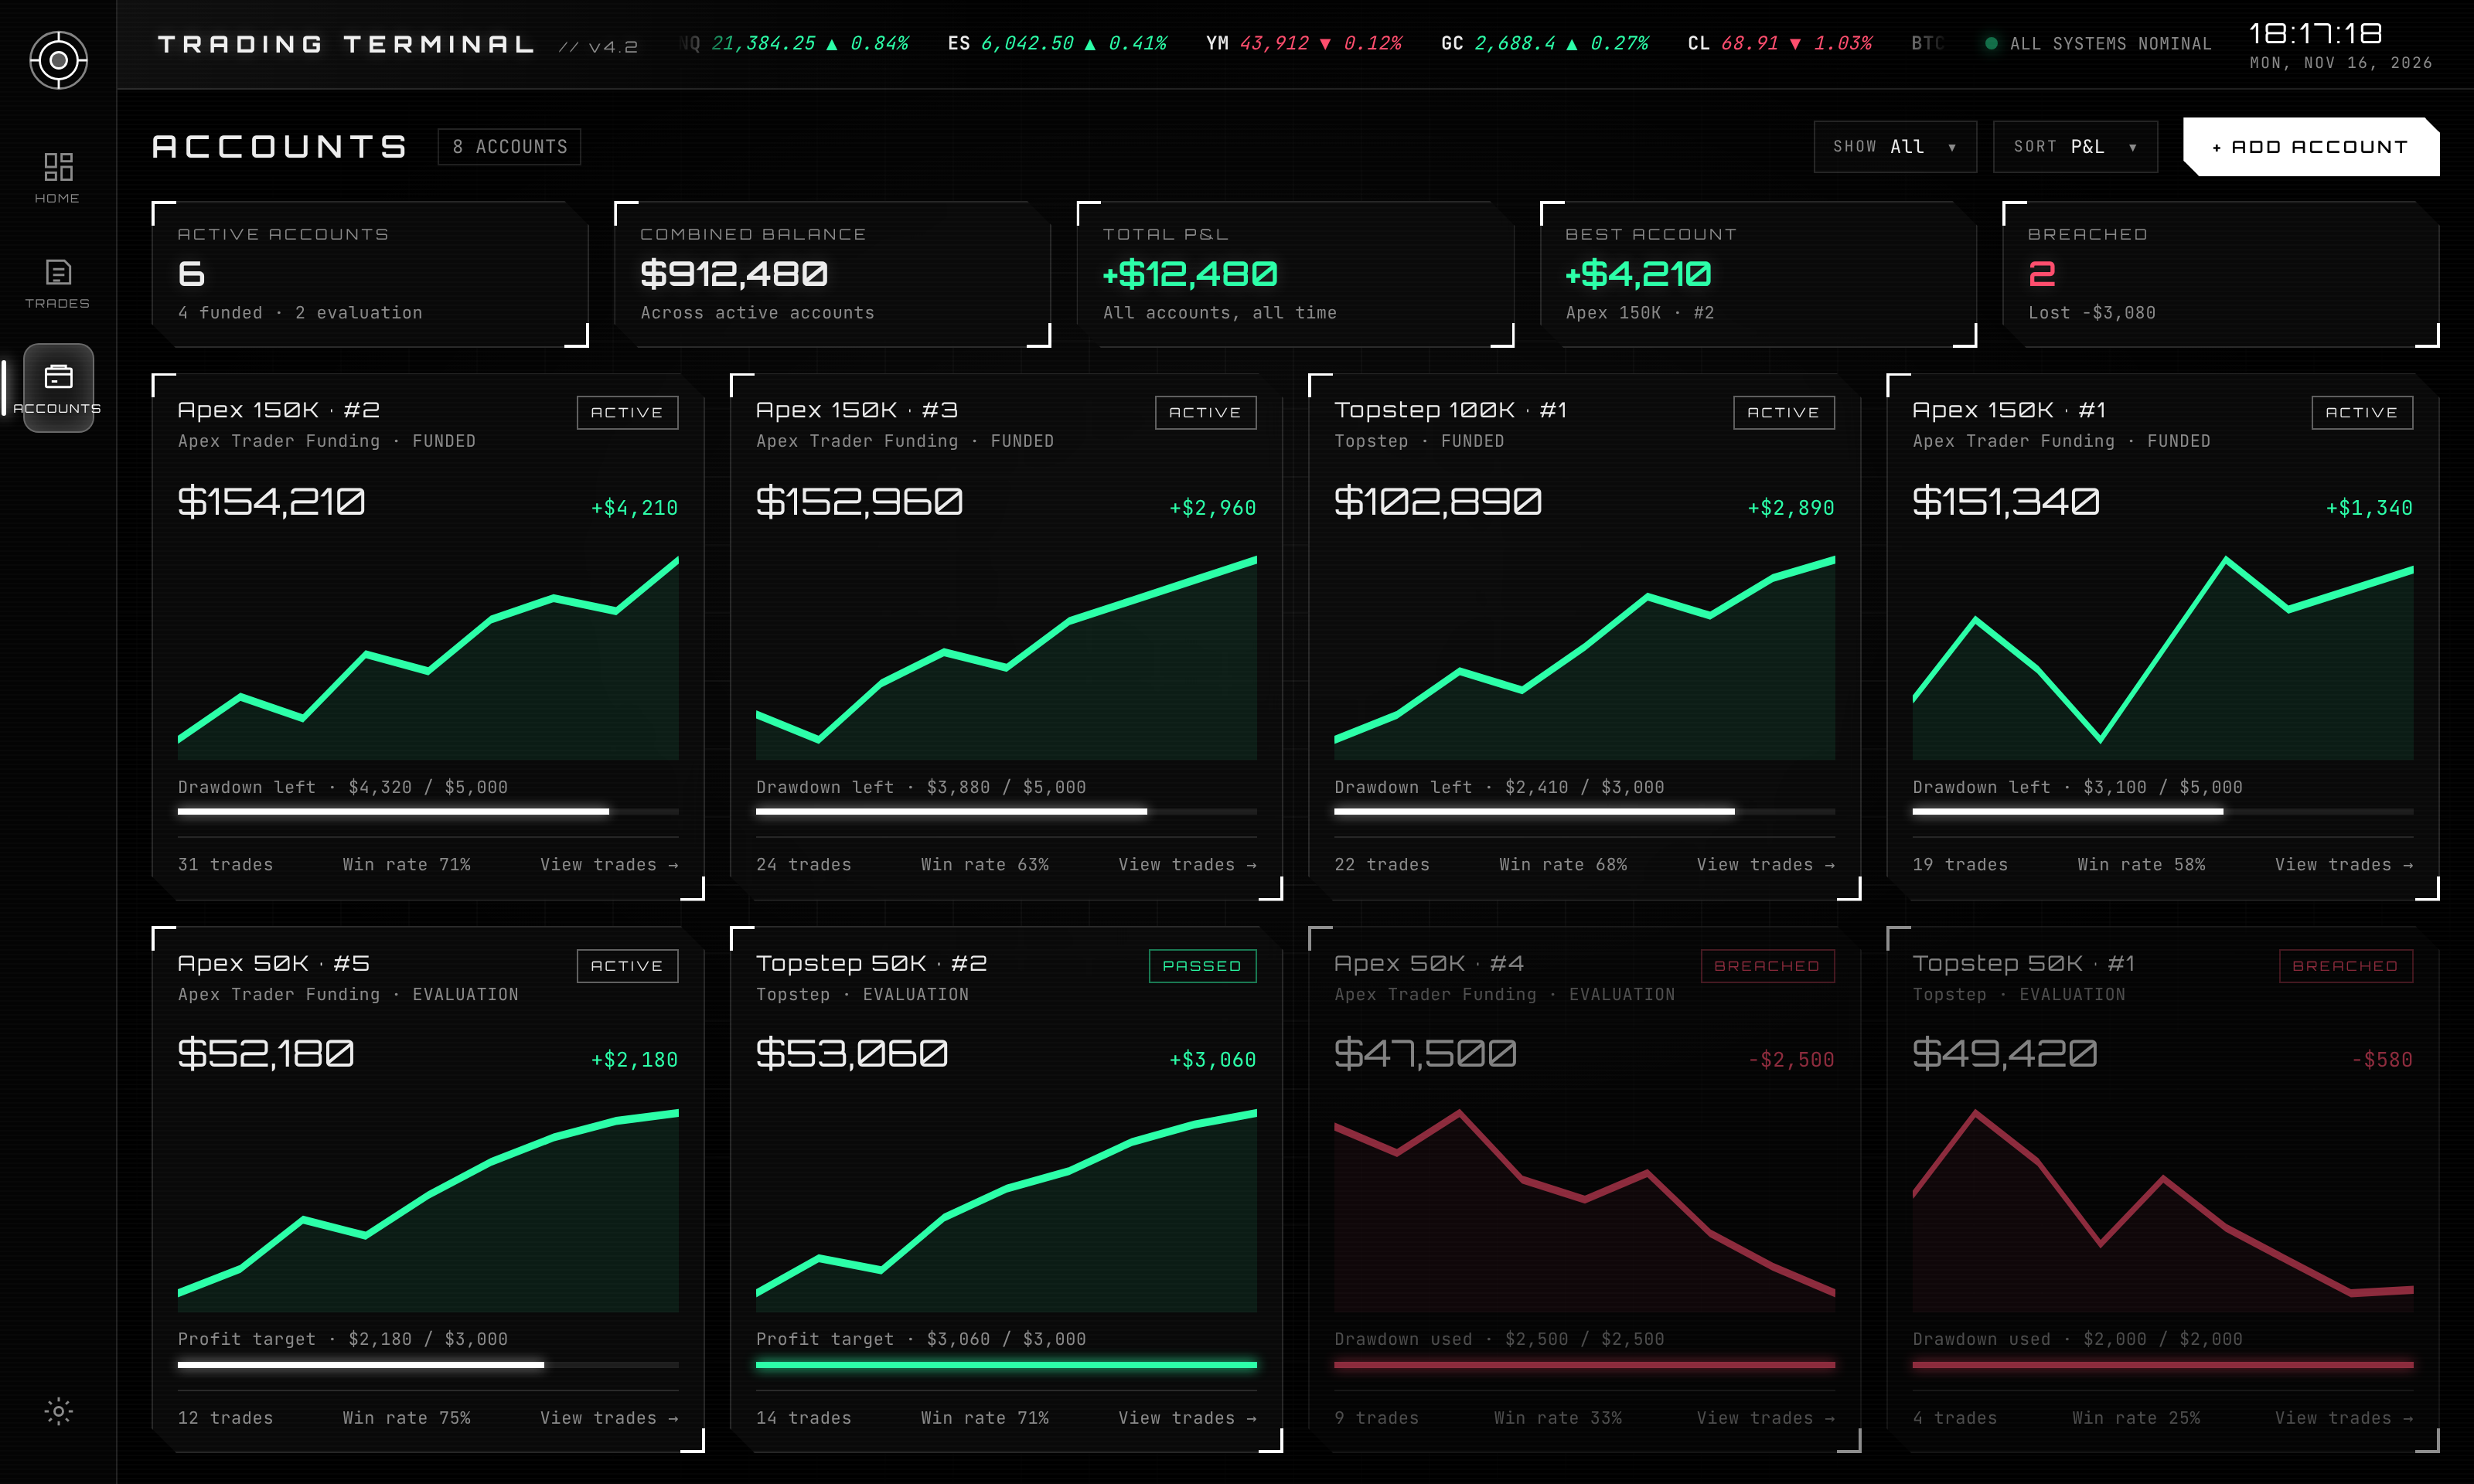 TRADING TERMINAL // v4.2
NQ 21,384.25 ▲ 0.84% ES 6,042.50 ▲ 0.41% YM 43,912 ▼ 0.12% GC 2,688.4 ▲ 0.27% CL 68.91 ▼ 1.03% BTC
ALL SYSTEMS NOMINAL
18:17:18
MON, NOV 16, 2026
HOME
TRADES
ACCOUNTS
ACCOUNTS
8 ACCOUNTS
SHOW All ▼
SORT P&L ▼
+ ADD ACCOUNT
ACTIVE ACCOUNTS
6
4 funded · 2 evaluation
COMBINED BALANCE
$912,480
Across active accounts
TOTAL P&L
+$12,480
All accounts, all time
BEST ACCOUNT
+$4,210
Apex 150K · #2
BREACHED
2
Lost -$3,080
Apex 150K · #2
ACTIVE
Apex Trader Funding · FUNDED
$154,210
+$4,210
Drawdown left · $4,320 / $5,000
31 trades Win rate 71% View trades →
Apex 150K · #3
ACTIVE
Apex Trader Funding · FUNDED
$152,960
+$2,960
Drawdown left · $3,880 / $5,000
24 trades Win rate 63% View trades →
Topstep 100K · #1
ACTIVE
Topstep · FUNDED
$102,890
+$2,890
Drawdown left · $2,410 / $3,000
22 trades Win rate 68% View trades →
Apex 150K · #1
ACTIVE
Apex Trader Funding · FUNDED
$151,340
+$1,340
Drawdown left · $3,100 / $5,000
19 trades Win rate 58% View trades →
Apex 50K · #5
ACTIVE
Apex Trader Funding · EVALUATION
$52,180
+$2,180
Profit target · $2,180 / $3,000
12 trades Win rate 75% View trades →
Topstep 50K · #2
PASSED
Topstep · EVALUATION
$53,060
+$3,060
Profit target · $3,060 / $3,000
14 trades Win rate 71% View trades →
Apex 50K · #4
BREACHED
Apex Trader Funding · EVALUATION
$47,500
-$2,500
Drawdown used · $2,500 / $2,500
9 trades Win rate 33% View trades →
Topstep 50K · #1
BREACHED
Topstep · EVALUATION
$49,420
-$580
Drawdown used · $2,000 / $2,000
4 trades Win rate 25% View trades →